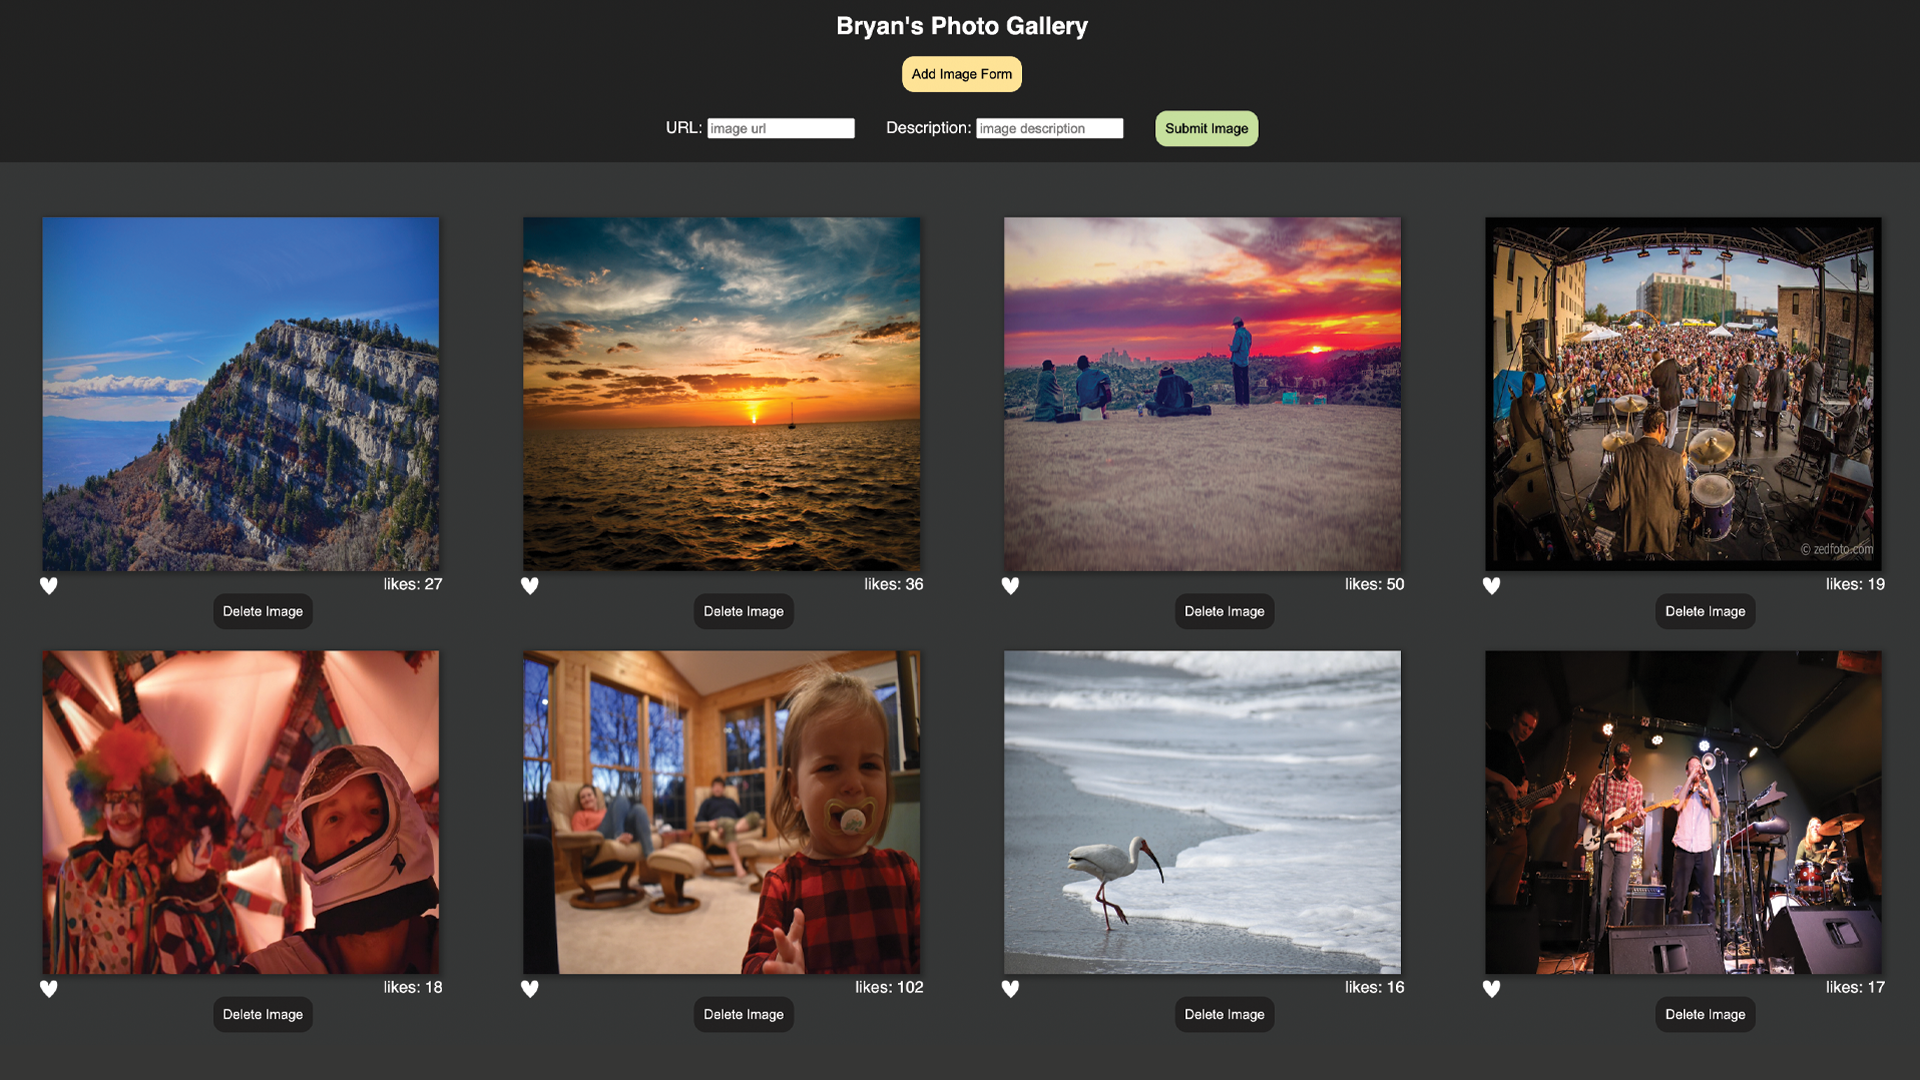 Bryan's Photo Gallery
Add Image Form
URL: image url Description: image description Submit Image
© zedfoto.com
likes: 27 likes: 36 likes: 50 likes: 19
Delete Image Delete Image Delete Image Delete Image
likes: 18 likes: 102 likes: 16 likes: 17
Delete Image Delete Image Delete Image Delete Image